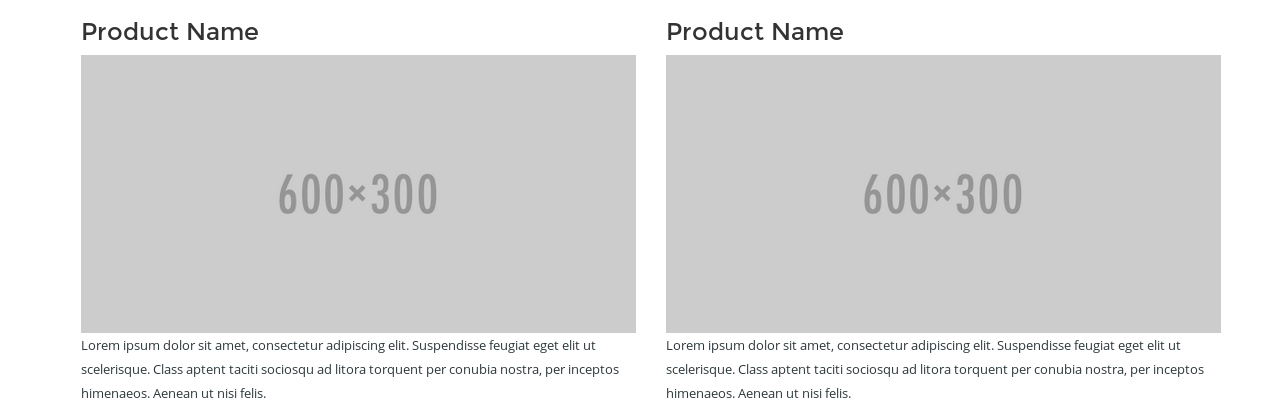 Product Name
600×300
Lorem ipsum dolor sit amet, consectetur adipiscing elit. Suspendisse feugiat eget elit ut
scelerisque. Class aptent taciti sociosqu ad litora torquent per conubia nostra, per inceptos
himenaeos. Aenean ut nisi felis.
Product Name
600×300
Lorem ipsum dolor sit amet, consectetur adipiscing elit. Suspendisse feugiat eget elit ut
scelerisque. Class aptent taciti sociosqu ad litora torquent per conubia nostra, per inceptos
himenaeos. Aenean ut nisi felis.